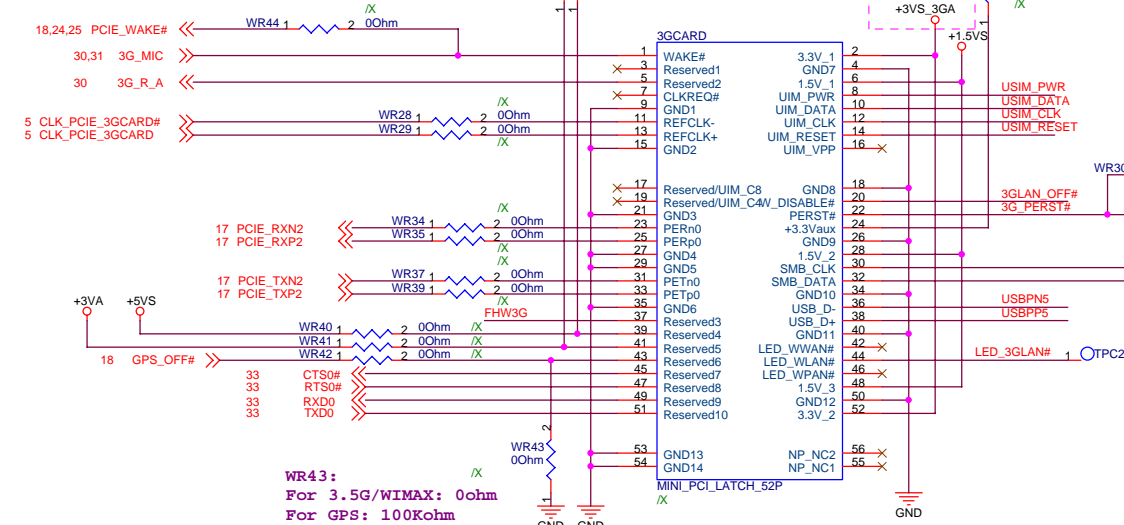 /X
+3VS_3GA
/X
WR44 1 2 0Ohm
18,24,25 PCIE_WAKE#
1 1 1
+1.5VS
3GCARD
30,31 3G_MIC
1 WAKE# 3.3V_1 2
3 Reserved1 GND7 4
30 3G_R_A
5 Reserved2 1.5V_1 6
7 CLKREQ# UIM_PWR 8 USIM_PWR
/X
9 GND1 UIM_DATA 10 USIM_DATA
5 CLK_PCIE_3GCARD# WR28 1 2 0Ohm 11 REFCLK- UIM_CLK 12 USIM_CLK
5 CLK_PCIE_3GCARD WR29 1 2 0Ohm 13 REFCLK+ UIM_RESET 14 USIM_RESET
/X
15 GND2 UIM_VPP 16
WR30
17 Reserved/UIM_C8 GND8 18
19 Reserved/UIM_C4 W_DISABLE# 20 3GLAN_OFF#
/X
21 GND3 PERST# 22 3G_PERST#
17 PCIE_RXN2 WR34 1 2 0Ohm 23 PERn0 +3.3Vaux 24
17 PCIE_RXP2 WR35 1 2 0Ohm 25 PERp0 GND9 26
/X
27 GND4 1.5V_2 28
/X
29 GND5 SMB_CLK 30
17 PCIE_TXN2 WR37 1 2 0Ohm 31 PETn0 SMB_DATA 32
17 PCIE_TXP2 WR39 1 2 0Ohm 33 PETp0 GND10 34
/X
+3VA +5VS
35 GND6 USB_D- 36 USBPN5
FHW3G
37 Reserved3 USB_D+ 38 USBPP5
WR40 1 2 0Ohm /X 39 Reserved4 GND11 40
WR41 1 2 0Ohm /X 41 Reserved5 LED_WWAN# 42
18 GPS_OFF# WR42 1 2 0Ohm /X 43 Reserved6 LED_WLAN# 44 LED_3GLAN# 1 TPC2
33 CTS0# 45 Reserved7 LED_WPAN# 46
33 RTS0# 47 Reserved8 1.5V_3 48
33 RXD0 49 Reserved9 GND12 50
33 TXD0 51 Reserved10 3.3V_2 52
2
WR43
0Ohm
1
53 GND13 NP_NC2 56
54 GND14 NP_NC1 55
/X
MINI_PCI_LATCH_52P
/X
WR43:
For 3.5G/WIMAX: 0ohm
For GPS: 100Kohm
GND GND
GND